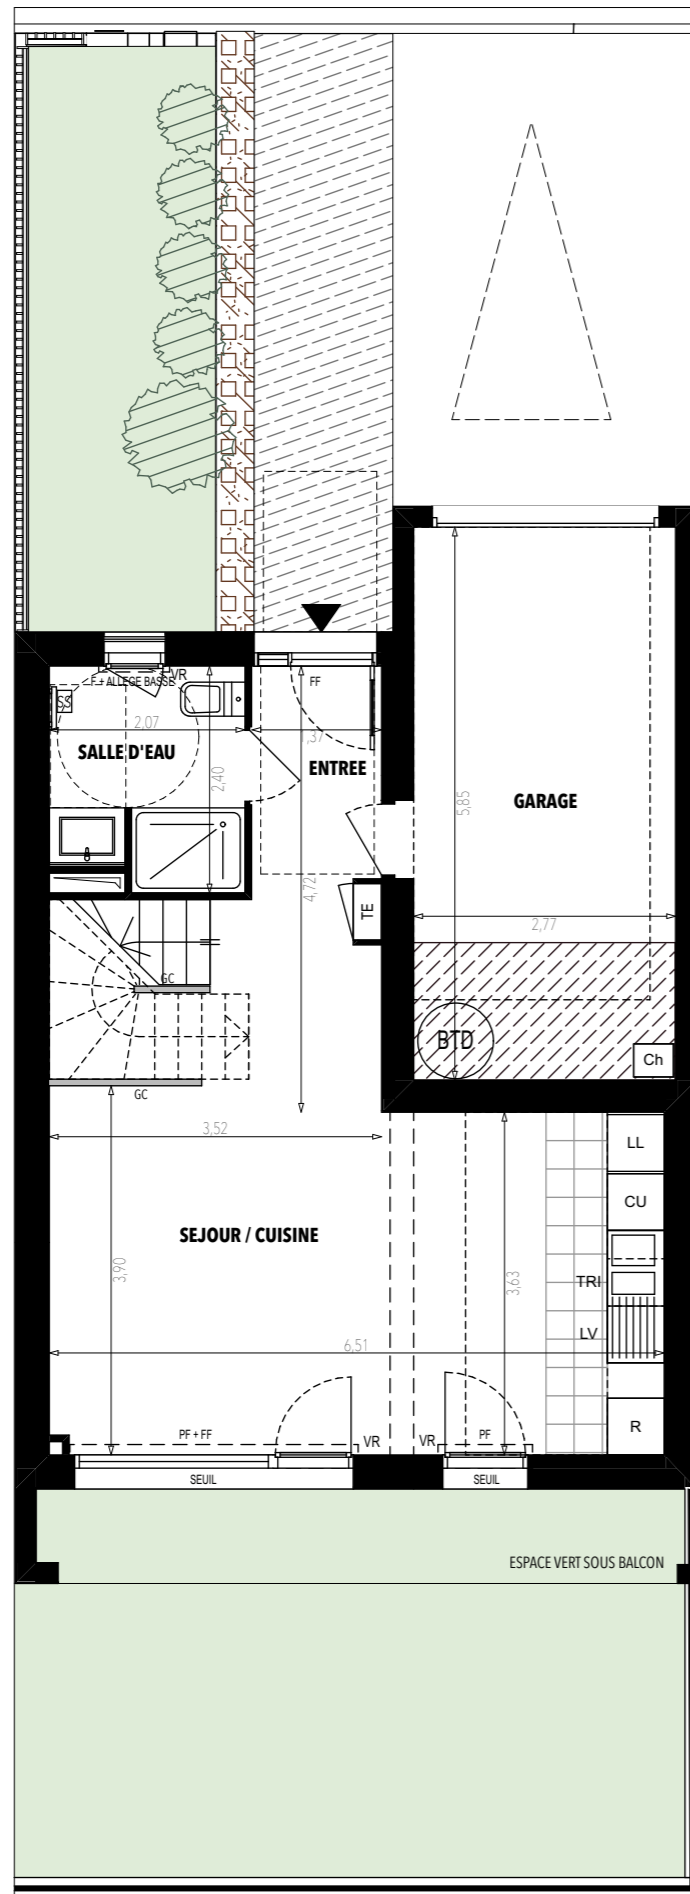 F + ALLEGE BASSE
VR
FF
SS
2,07
SALLE D'EAU
2,40
ENTREE
GARAGE
5,85
4,72
TE
2,77
GC
BTD
Ch
GC
3,52
LL
CU
SEJOUR / CUISINE
3,90
3,63
TRI
LV
6,51
R
PF + FF
VR
VR
PF
SEUIL
SEUIL
ESPACE VERT SOUS BALCON